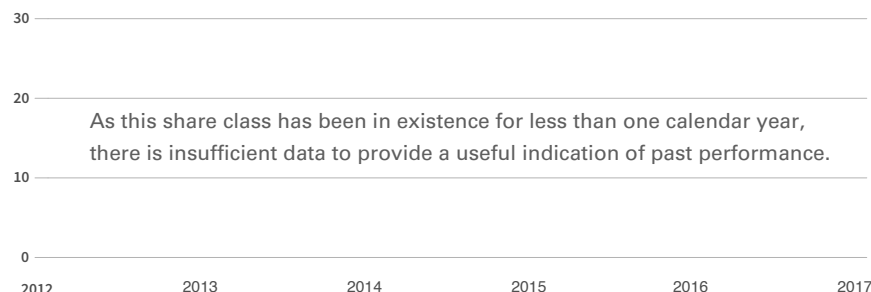 30
20
As this share class has been in existence for less than one calendar year,
there is insufficient data to provide a useful indication of past performance.
10
0
2012 2013 2014 2015 2016 2017